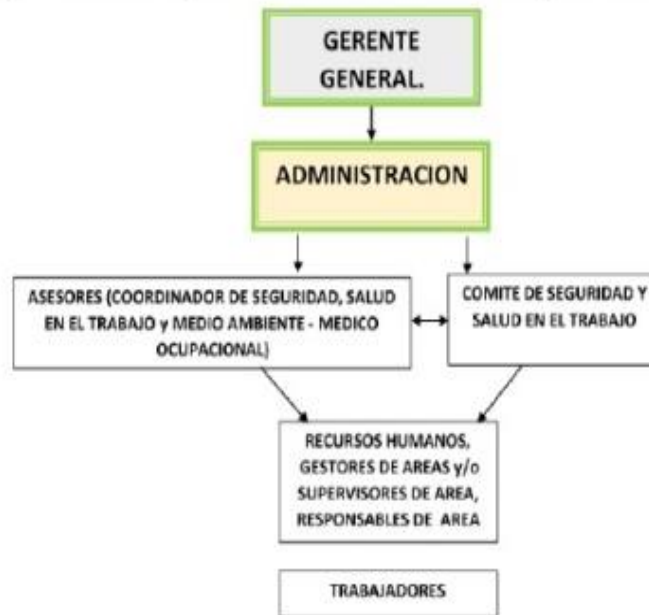 GERENTE
GENERAL.
ADMINISTRACION
ASESORES (COORDINADOR DE SEGURIDAD, SALUD
EN EL TRABAJO y MEDIO AMBIENTE - MEDICO
OCUPACIONAL)
COMITE DE SEGURIDAD Y
SALUD EN EL TRABAJO
RECURSOS HUMANOS,
GESTORES DE AREAS y/o
SUPERVISORES DE AREA,
RESPONSABLES DE AREA
TRABAJADORES